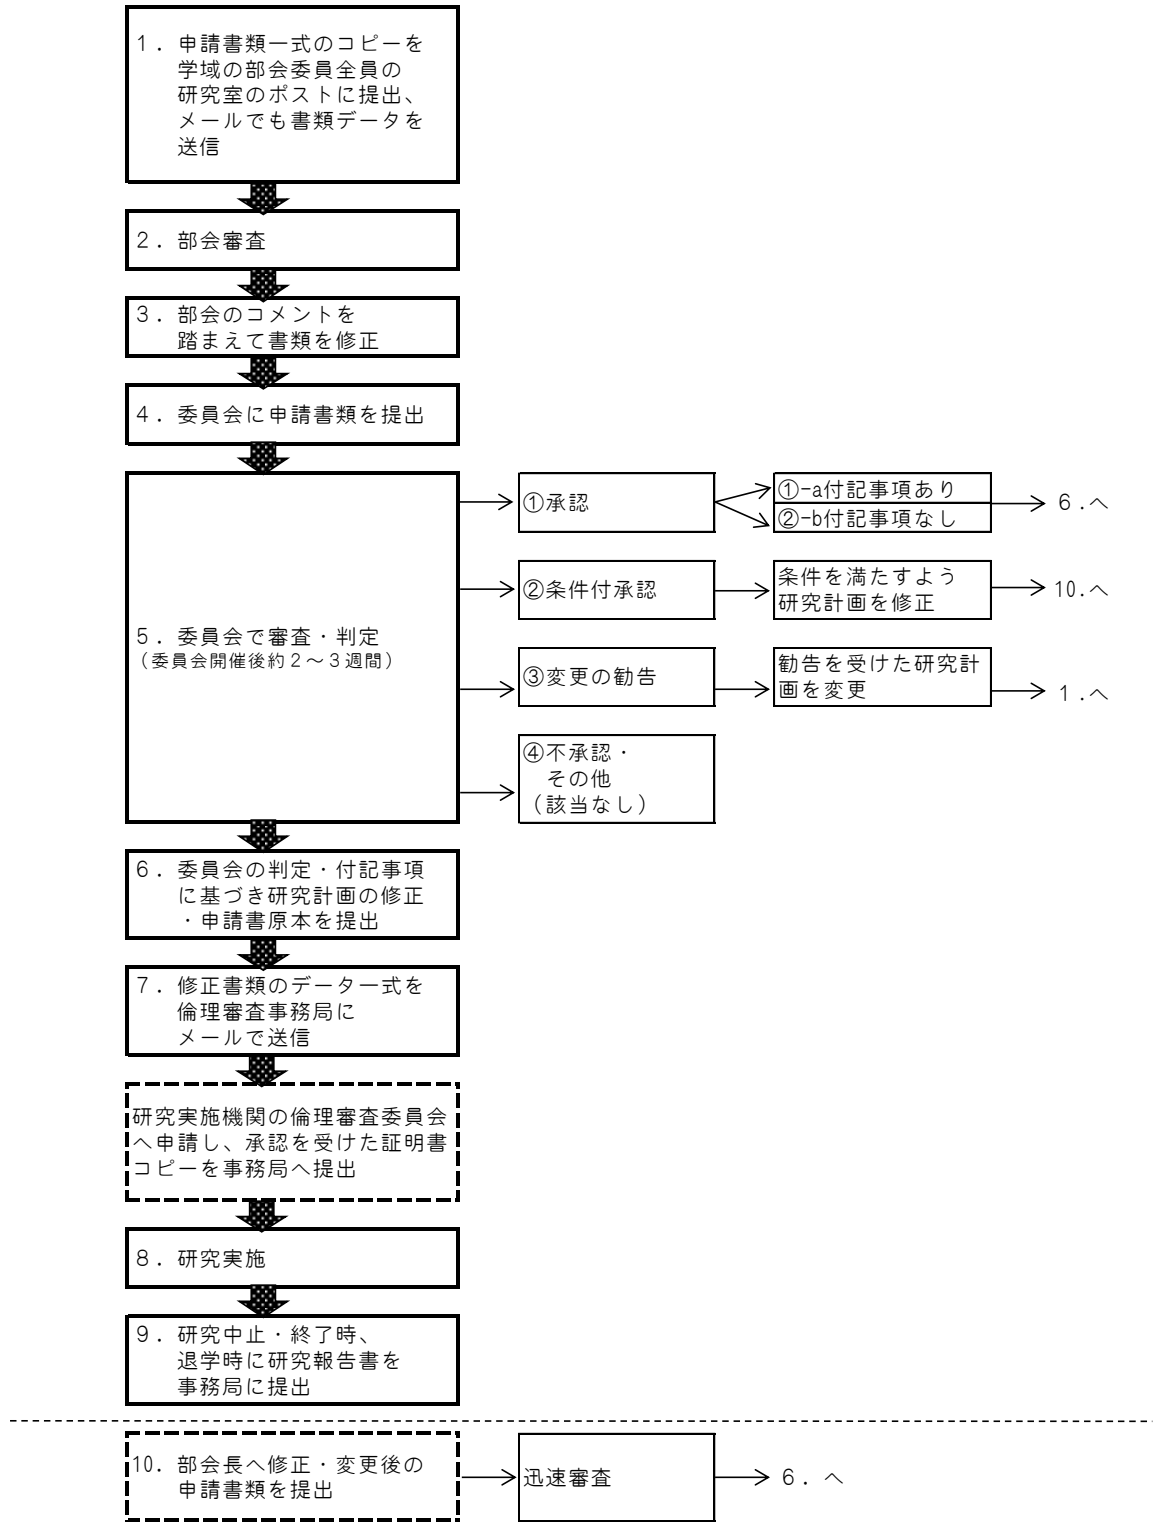 １．申請書類一式のコピーを
学域の部会委員全員の
研究室のポストに提出、
メールでも書類データを
送信
２．部会審査
３．部会のコメントを
踏まえて書類を修正
４．委員会に申請書類を提出
５．委員会で審査・判定
（委員会開催後約２～３週間）
①承認
①-a付記事項あり
②-b付記事項なし
６.へ
②条件付承認
条件を満たすよう
研究計画を修正
10.へ
③変更の勧告
勧告を受けた研究計
画を変更
１.へ
④不承認・
その他
（該当なし）
６．委員会の判定・付記事項
に基づき研究計画の修正
・申請書原本を提出
７．修正書類のデータ一式を
倫理審査事務局に
メールで送信
研究実施機関の倫理審査委員会
へ申請し、承認を受けた証明書
コピーを事務局へ提出
８．研究実施
９．研究中止・終了時、
退学時に研究報告書を
事務局に提出
10．部会長へ修正・変更後の
申請書類を提出
迅速審査
６．へ